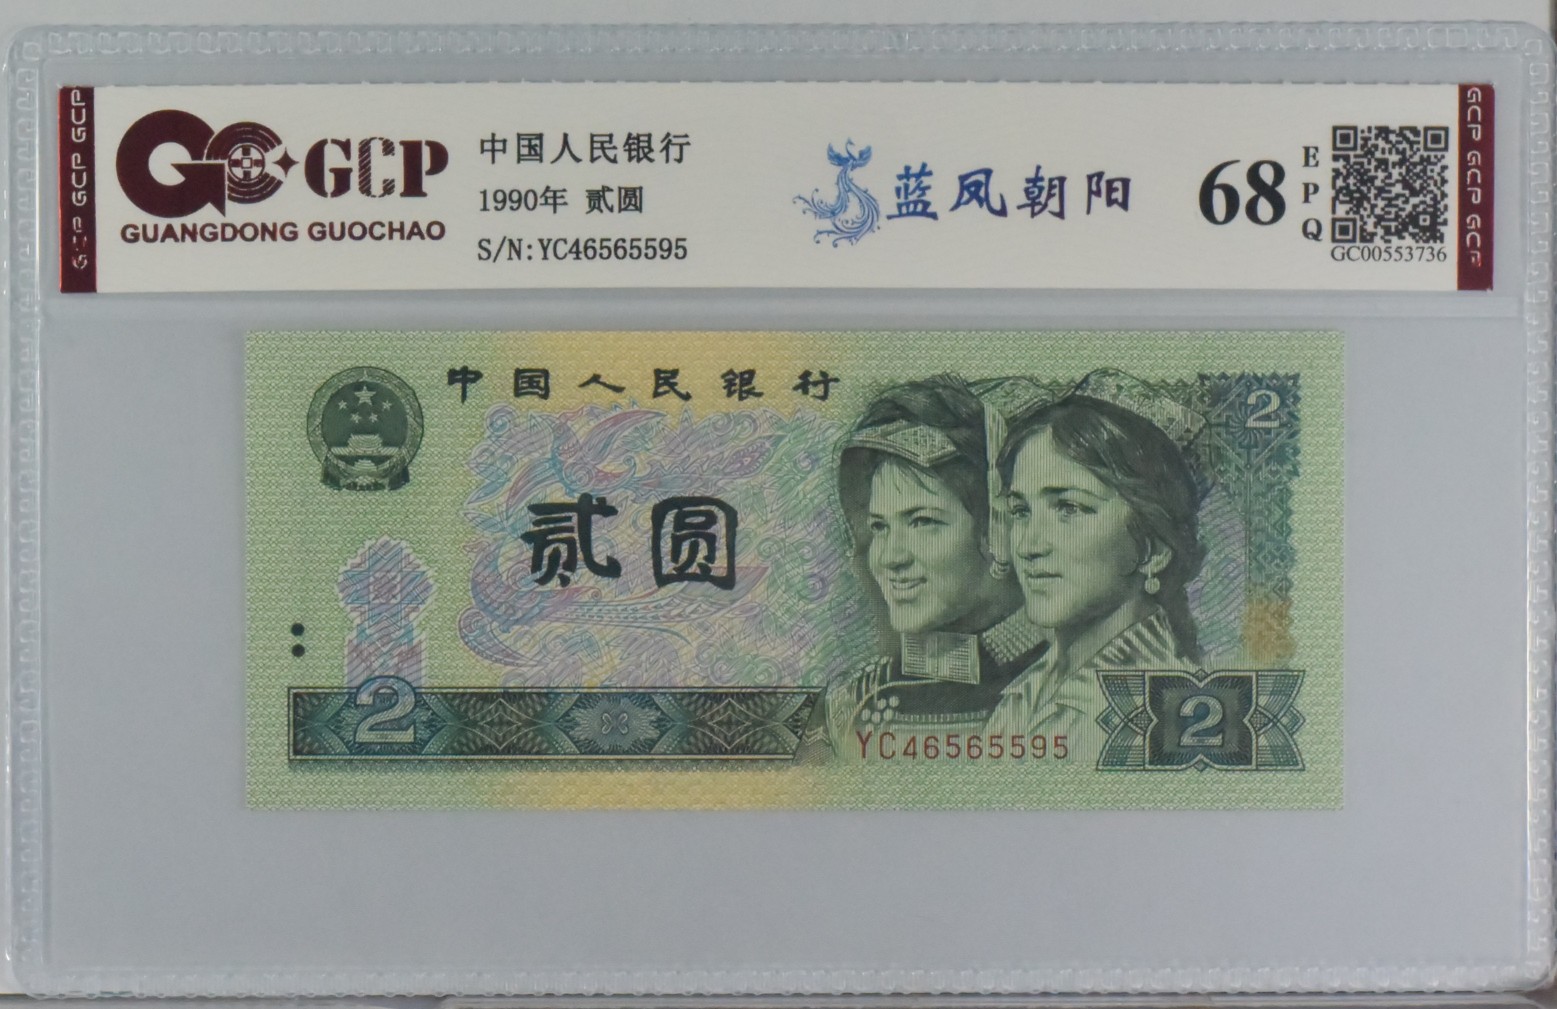 GCP GCP GCP
GCP
GUANGDONG GUOCHAO
中国人民银行
1990年 贰圆
S/N:YC46565595
蓝凤朝阳
68
EPQ
GC00553736
GCP GCP GCP
中国人民银行
2
贰圆
2
YC46565595
2